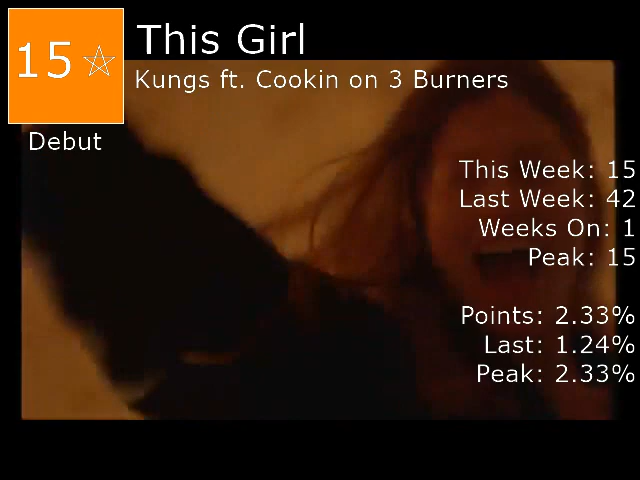 15 ☆
This Girl
Kungs ft. Cookin on 3 Burners
Debut
This Week: 15
Last Week: 42
Weeks On: 1
Peak: 15
Points: 2.33%
Last: 1.24%
Peak: 2.33%